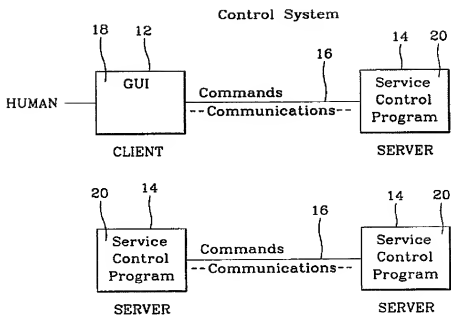 Control System
18 12 16 14 20
HUMAN
GUI
Commands
--Communications--
Service
Control
Program
CLIENT
SERVER
20 14 16 14 20
Service
Control
Program
Commands
--Communications--
Service
Control
Program
SERVER
SERVER